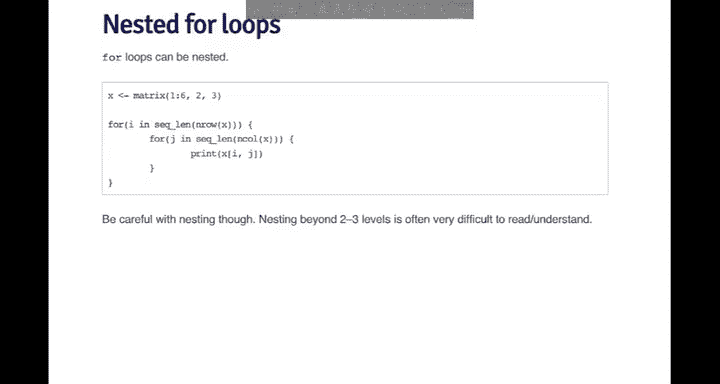 Nested for loops
for loops can be nested.
x <- matrix(1:6, 2, 3)
for(i in seq_len(nrow(x))) {
for(j in seq_len(ncol(x))) {
print(x[i, j])
}
}
Be careful with nesting though. Nesting beyond 2–3 levels is often very difficult to read/understand.